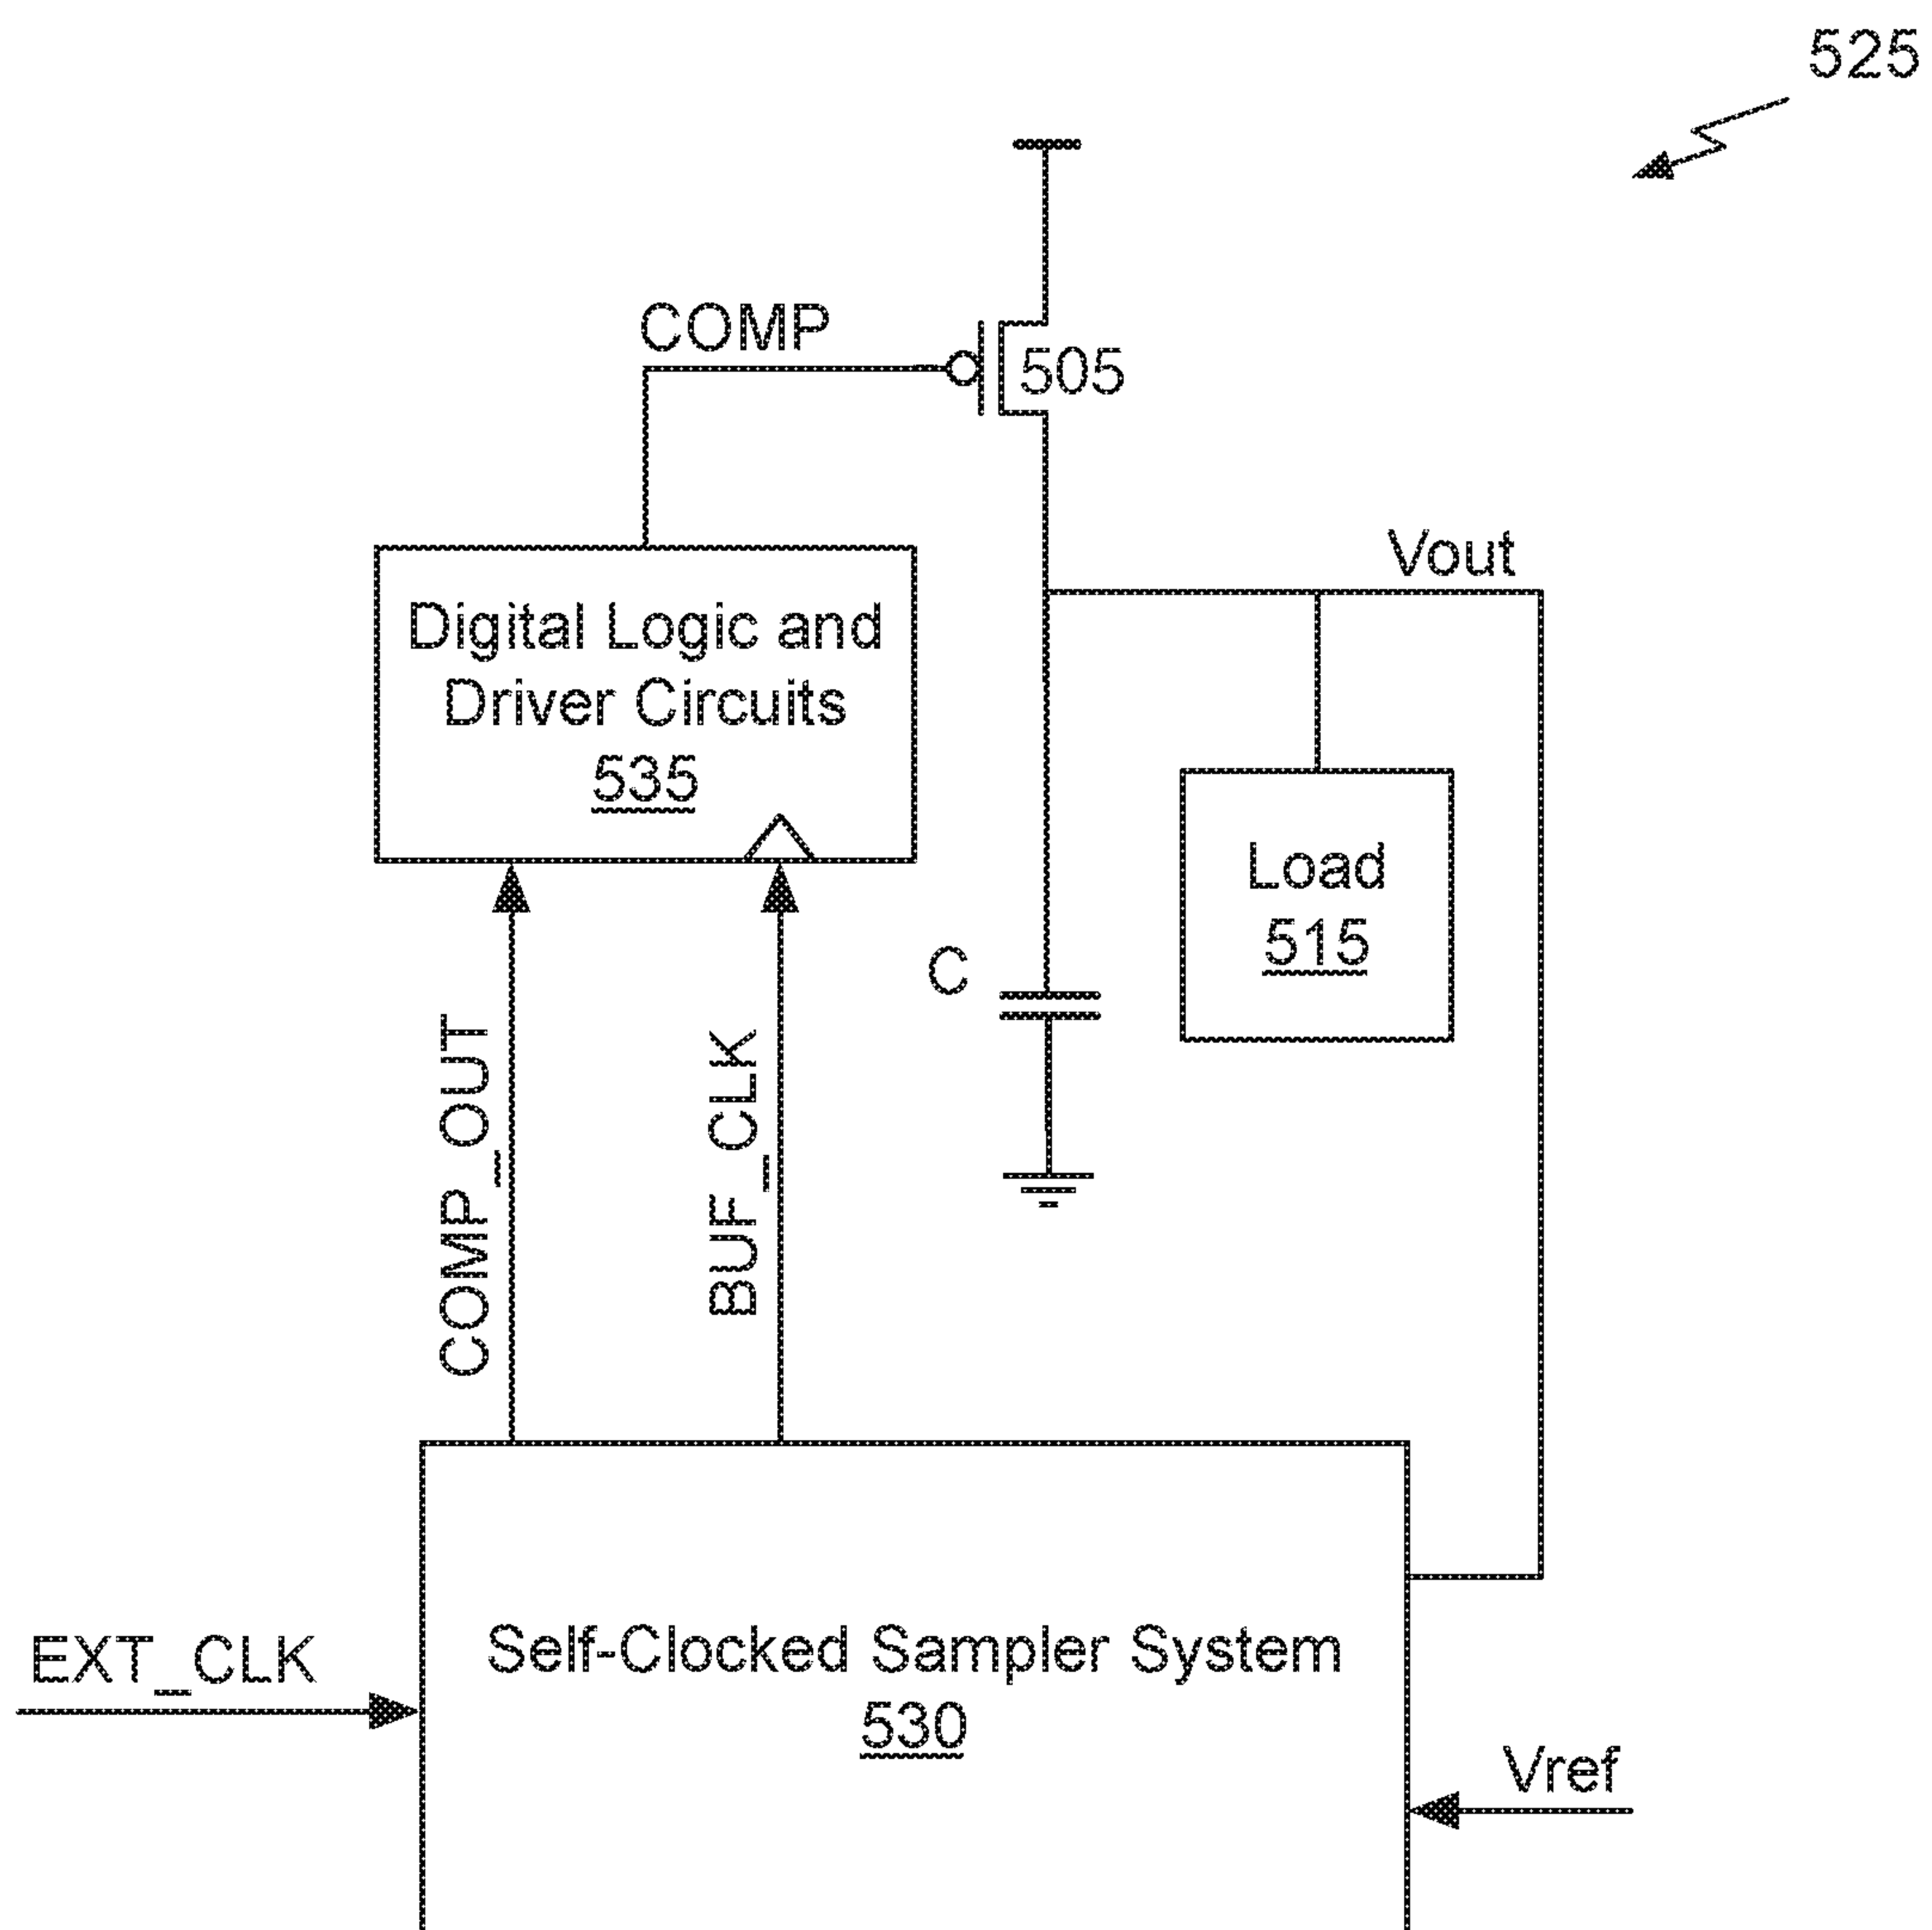 525
COMP
505
Vout
Digital Logic and
Driver Circuits
535
Load
515
C
COMP_OUT
BUF_CLK
EXT_CLK
Self-Clocked Sampler System
530
Vref